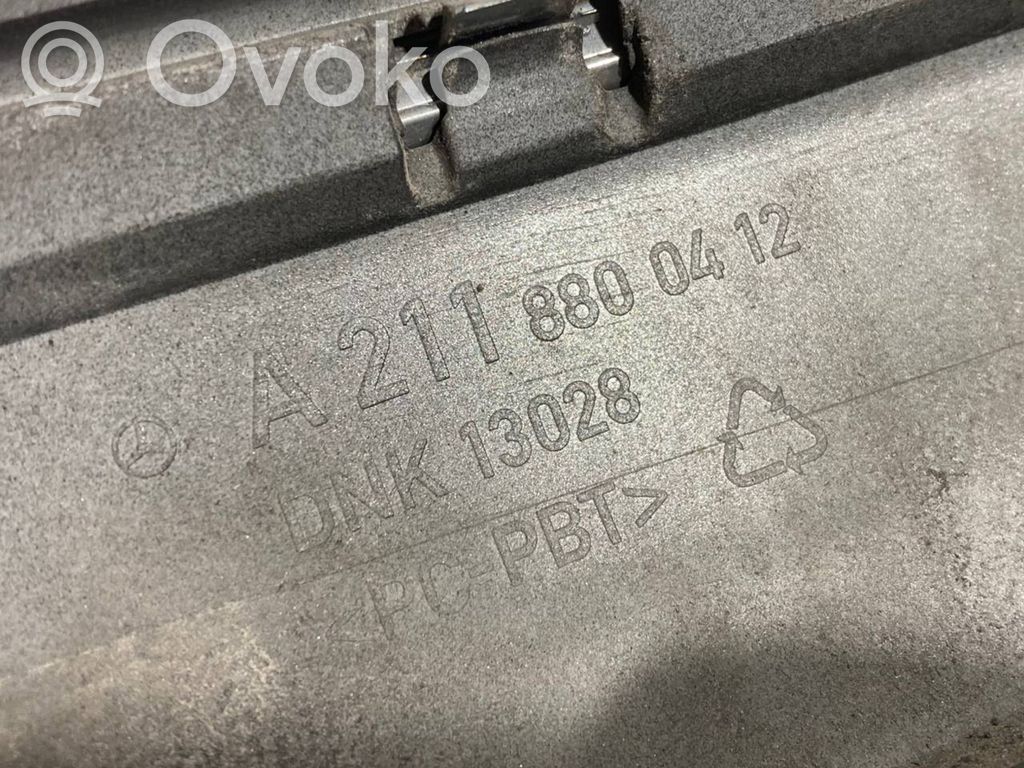 Ovoko
A 211 880 04 12
DNK 13028
<PC-PBT>